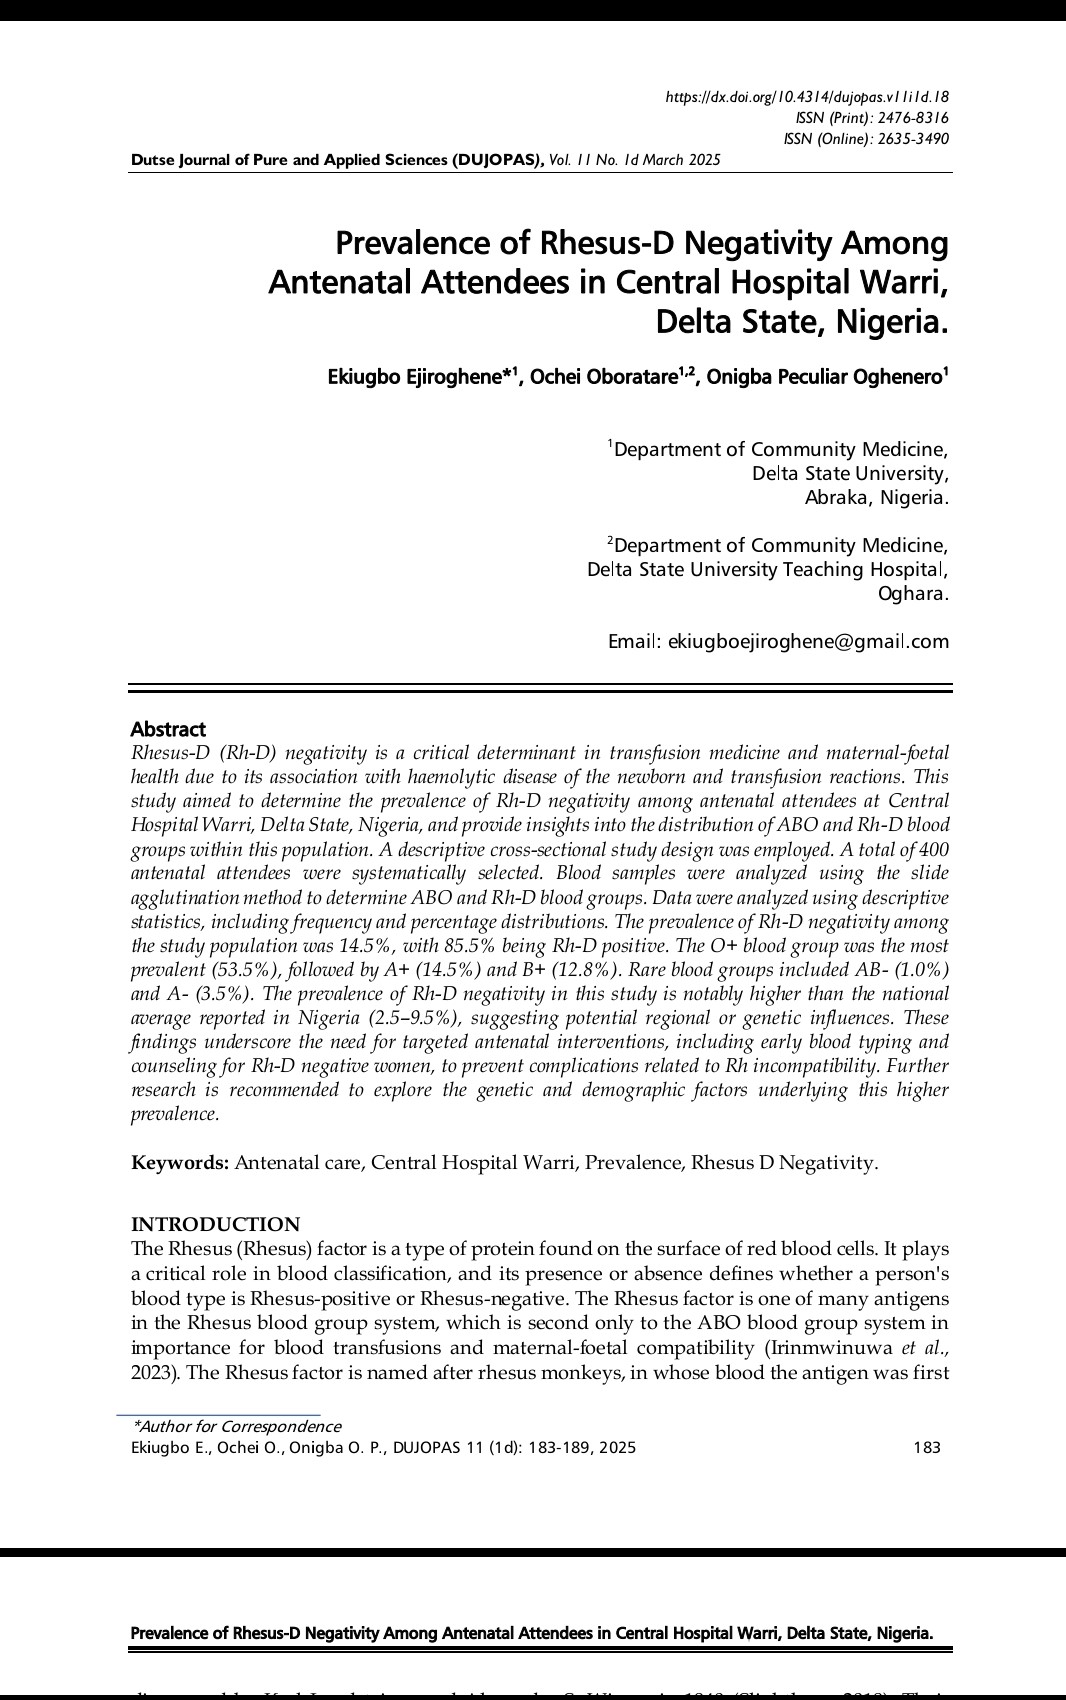 https://dx.doi.org/10.4314/dujopas.v11i1d.18
ISSN (Print): 2476-8316
ISSN (Online): 2635-3490
Dutse Journal of Pure and Applied Sciences (DUJOPAS), Vol. 11 No. 1d March 2025
Prevalence of Rhesus-D Negativity Among
Antenatal Attendees in Central Hospital Warri,
Delta State, Nigeria.
Ekiugbo Ejiroghene*1, Ochei Oboratare1,2, Onigba Peculiar Oghenero1
1Department of Community Medicine,
Delta State University,
Abraka, Nigeria.
2Department of Community Medicine,
Delta State University Teaching Hospital,
Oghara.
Email: ekiugboejiroghene@gmail.com
Abstract
Rhesus-D (Rh-D) negativity is a critical determinant in transfusion medicine and maternal-foetal
health due to its association with haemolytic disease of the newborn and transfusion reactions. This
study aimed to determine the prevalence of Rh-D negativity among antenatal attendees at Central
Hospital Warri, Delta State, Nigeria, and provide insights into the distribution of ABO and Rh-D blood
groups within this population. A descriptive cross-sectional study design was employed. A total of 400
antenatal attendees were systematically selected. Blood samples were analyzed using the slide
agglutination method to determine ABO and Rh-D blood groups. Data were analyzed using descriptive
statistics, including frequency and percentage distributions. The prevalence of Rh-D negativity among
the study population was 14.5%, with 85.5% being Rh-D positive. The O+ blood group was the most
prevalent (53.5%), followed by A+ (14.5%) and B+ (12.8%). Rare blood groups included AB- (1.0%)
and A- (3.5%). The prevalence of Rh-D negativity in this study is notably higher than the national
average reported in Nigeria (2.5–9.5%), suggesting potential regional or genetic influences. These
findings underscore the need for targeted antenatal interventions, including early blood typing and
counseling for Rh-D negative women, to prevent complications related to Rh incompatibility. Further
research is recommended to explore the genetic and demographic factors underlying this higher
prevalence.
Keywords: Antenatal care, Central Hospital Warri, Prevalence, Rhesus D Negativity.
INTRODUCTION
The Rhesus (Rhesus) factor is a type of protein found on the surface of red blood cells. It plays
a critical role in blood classification, and its presence or absence defines whether a person's
blood type is Rhesus-positive or Rhesus-negative. The Rhesus factor is one of many antigens
in the Rhesus blood group system, which is second only to the ABO blood group system in
importance for blood transfusions and maternal-foetal compatibility (Irinmwinuwa et al.,
2023). The Rhesus factor is named after rhesus monkeys, in whose blood the antigen was first
*Author for Correspondence
Ekiugbo E., Ochei O., Onigba O. P., DUJOPAS 11 (1d): 183-189, 2025 183
Prevalence of Rhesus-D Negativity Among Antenatal Attendees in Central Hospital Warri, Delta State, Nigeria.